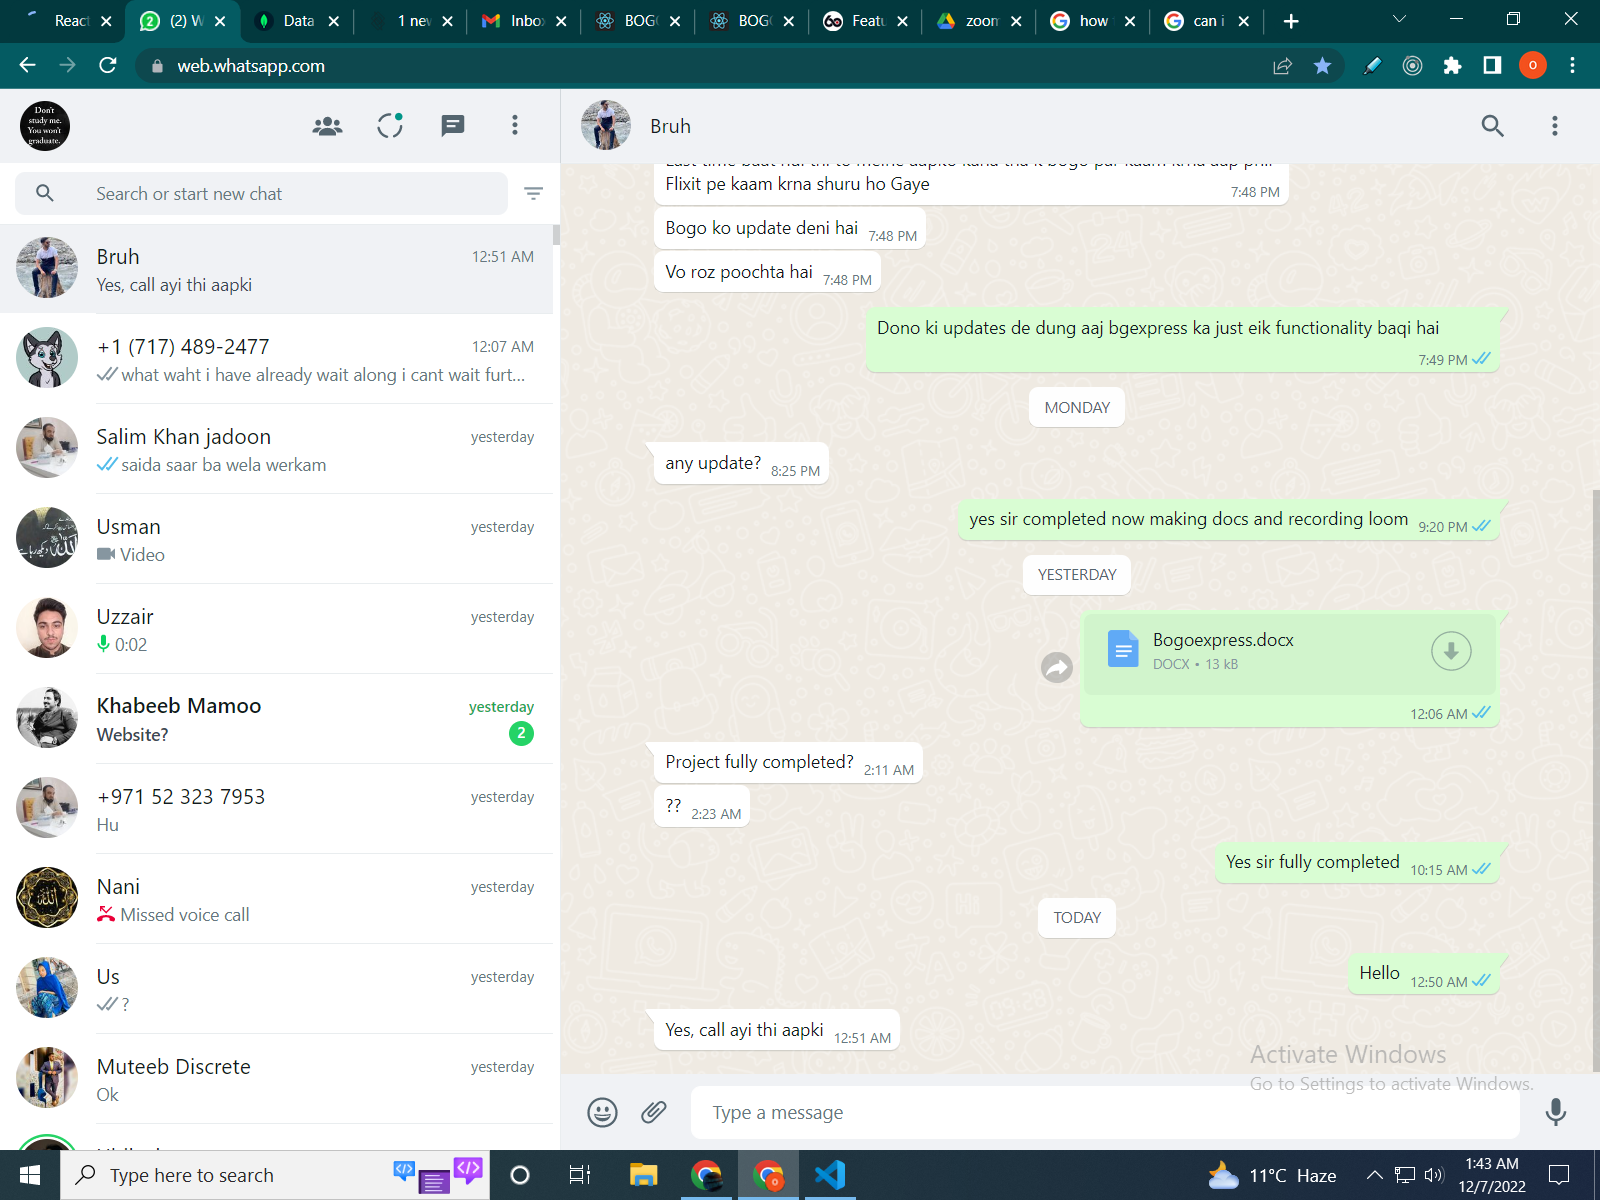 React
(2) W
Data
1 nev
Inbo
BOG
BOG
Featu
zoom
how
can i
web.whatsapp.com
Don't
study me.
You won't
graduate.
Bruh
Search or start new chat
Bruh 12:51 AM
Yes, call ayi thi aapki
+1 (717) 489-2477 12:07 AM
what waht i have already wait along i cant wait furt...
Salim Khan jadoon yesterday
saida saar ba wela werkam
Usman yesterday
Video
Uzzair yesterday
0:02
Khabeeb Mamoo yesterday
Website? 2
+971 52 323 7953 yesterday
Hu
Nani yesterday
Missed voice call
Us yesterday
?
Muteeb Discrete yesterday
Ok
Flixit pe kaam krna shuru ho Gaye 7:48 PM
Bogo ko update deni hai 7:48 PM
Vo roz poochta hai 7:48 PM
Dono ki updates de dung aaj bgexpress ka just eik functionality baqi hai
7:49 PM
MONDAY
any update? 8:25 PM
yes sir completed now making docs and recording loom 9:20 PM
YESTERDAY
Bogoexpress.docx
DOCX • 13 kB
12:06 AM
Project fully completed? 2:11 AM
?? 2:23 AM
Yes sir fully completed 10:15 AM
TODAY
Hello 12:50 AM
Yes, call ayi thi aapki 12:51 AM
Activate Windows
Go to Settings to activate Windows.
Type a message
Type here to search
11°C Haze
1:43 AM
12/7/2022